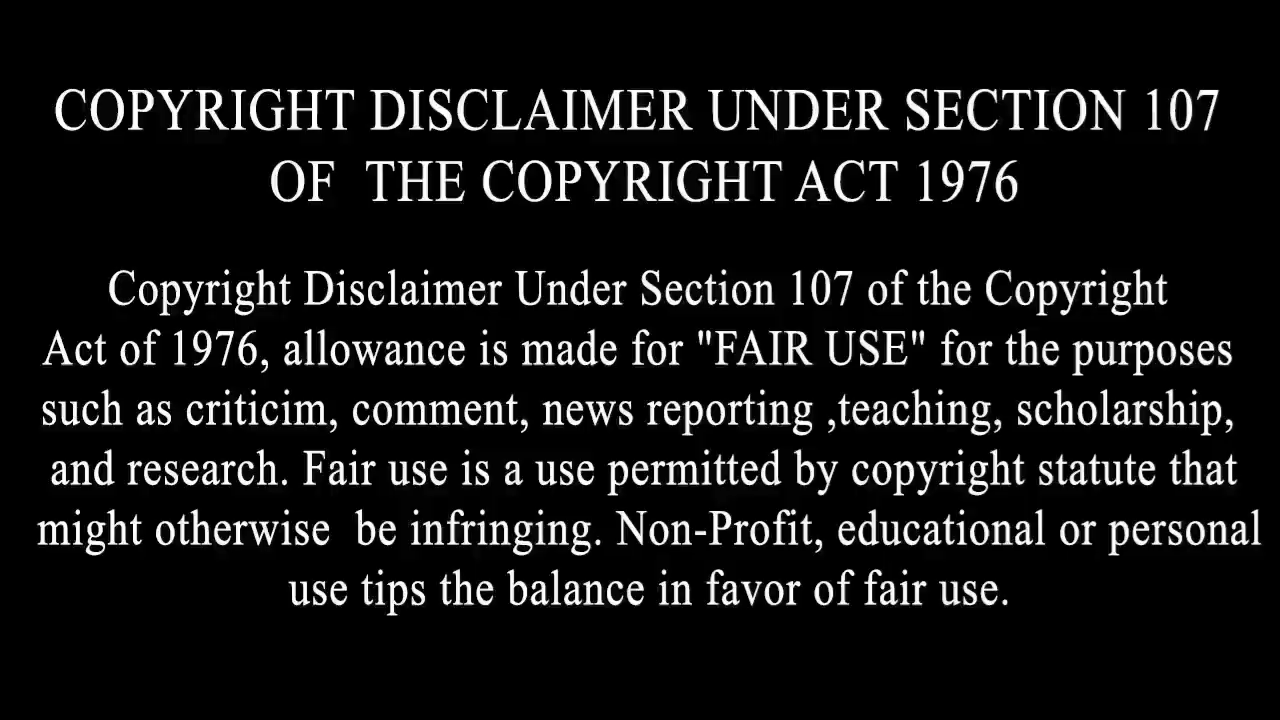 COPYRIGHT DISCLAIMER UNDER SECTION 107
OF  THE COPYRIGHT ACT 1976
Copyright Disclaimer Under Section 107 of the Copyright
Act of 1976, allowance is made for "FAIR USE" for the purposes
such as criticim, comment, news reporting ,teaching, scholarship,
and research. Fair use is a use permitted by copyright statute that
might otherwise  be infringing. Non-Profit, educational or personal
use tips the balance in favor of fair use.